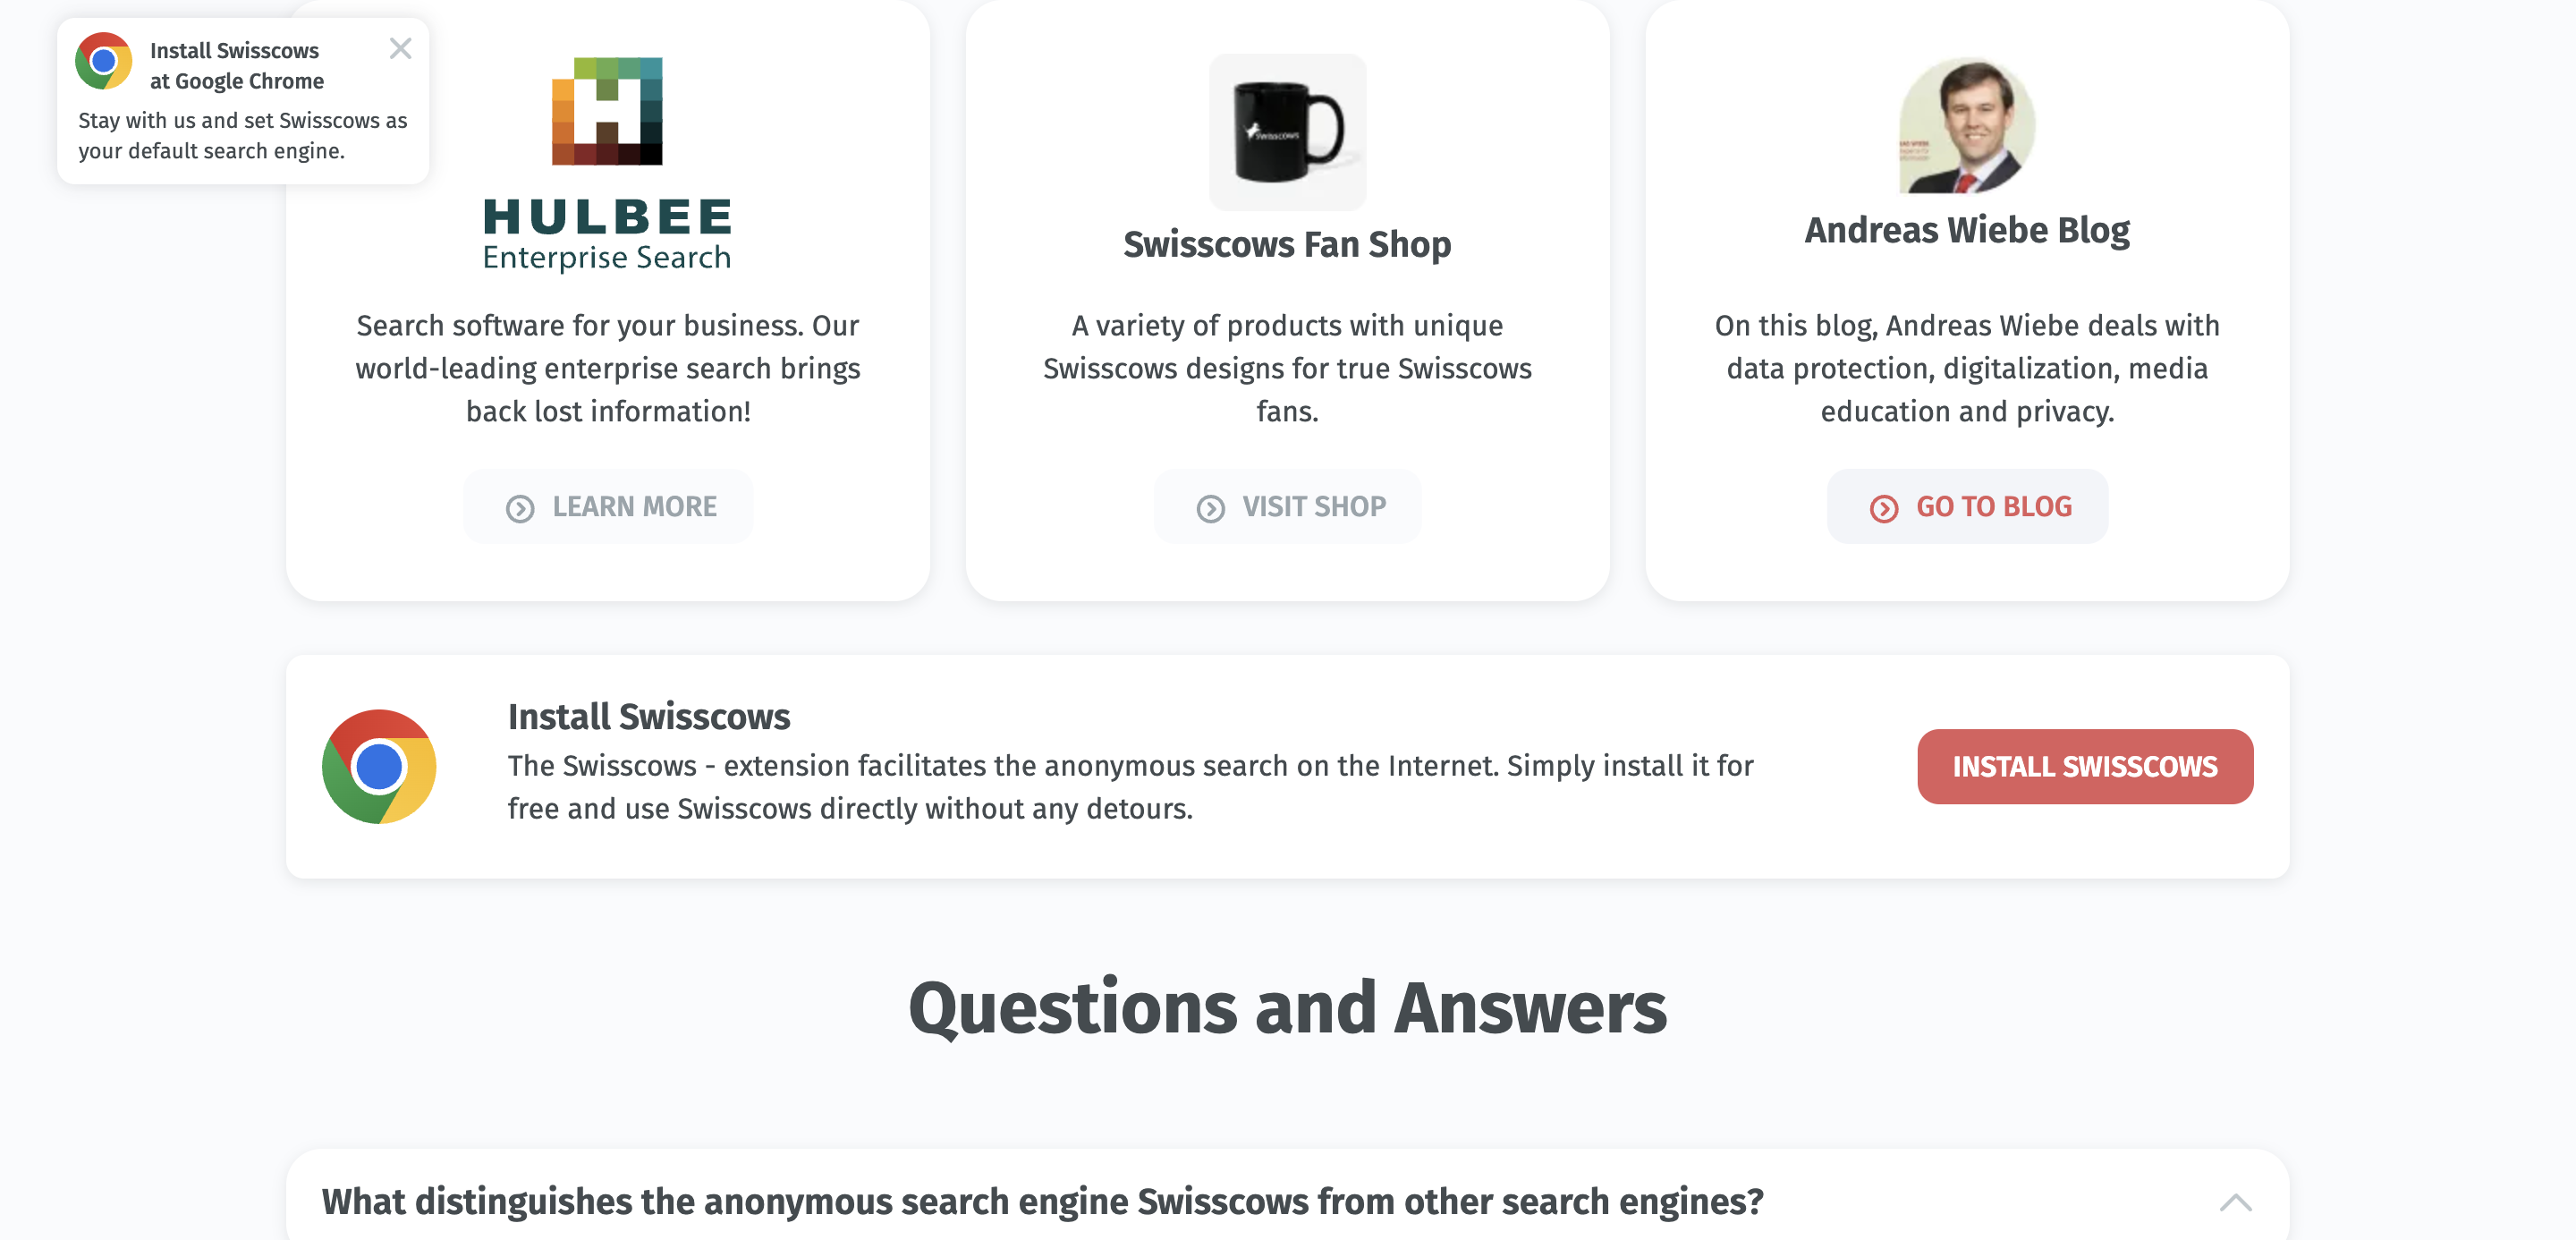 Install Swisscows
at Google Chrome
Stay with us and set Swisscows as
your default search engine.
HULBEE
Enterprise Search
Search software for your business. Our
world-leading enterprise search brings
back lost information!
LEARN MORE
Swisscows
Swisscows Fan Shop
A variety of products with unique
Swisscows designs for true Swisscows
fans.
VISIT SHOP
Andreas Wiebe Blog
On this blog, Andreas Wiebe deals with
data protection, digitalization, media
education and privacy.
GO TO BLOG
Install Swisscows
The Swisscows - extension facilitates the anonymous search on the Internet. Simply install it for
free and use Swisscows directly without any detours.
INSTALL SWISSCOWS
Questions and Answers
What distinguishes the anonymous search engine Swisscows from other search engines?